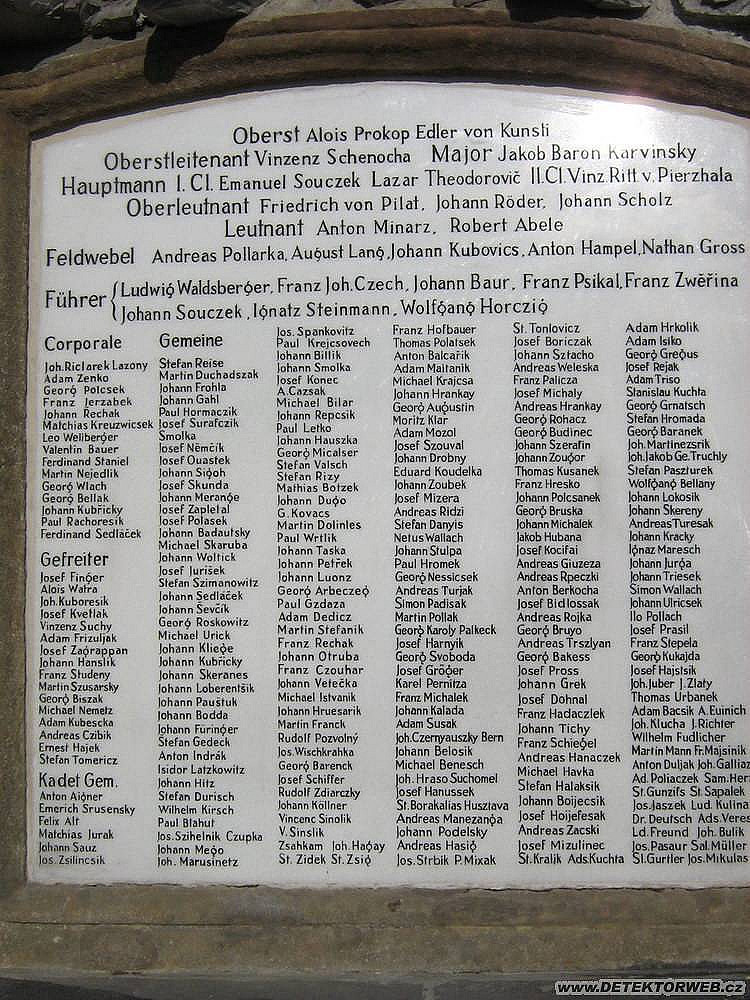 Oberst Alois Prokop Edler von Kunsti
Oberstleitenant Vinzenz Schenocha Major Jakob Baron Karvinsky
Hauptmann I. Cl. Emanuel Souczek Lazar Theodorovič II.Cl. Vinz. Ritt v. Pierzhala
Oberleutnant Friedrich von Pilat, Johann Röder, Johann Scholz
Leutnant Anton Minarz, Robert Abele
Feldwebel Andreas Pollarka, August Lang, Johann Kubovics, Anton Hampel, Nathan Gross
Führer { Ludwig Waldsberger, Franz Joh. Czech, Johann Baur, Franz Psikal, Franz Zwěřina
Johann Souczek, Ignatz Steinmann, Wolfgang Horczig
Corporale
Joh. Riclarek Lazony
Adam Zenko
Georg Polcsek
Franz Jerzabek
Johann Rechak
Mathias Kreuzwicsek
Leo Wellberger
Valentin Bauer
Ferdinand Staniel
Martin Nejedlik
Georg Wlach
Georg Bellak
Johann Kubřicky
Paul Rachoresik
Ferdinand Sedlaček
Gefreiter
Josef Finger
Alois Watra
Joh. Kuboresik
Josef Kvetlak
Vinzenz Suchy
Adam Frizuljak
Josef Zagrappan
Johann Hanslik
Franz Studeny
Martin Szusarsky
Georg Biszak
Michael Nemetz
Adam Kubescka
Andreas Czibik
Ernest Hajek
Stefan Tomericz
Kadet Gem.
Anton Aigner
Emerich Srusensky
Felix Alt
Mathias Jurak
Johann Sauz
Jos. Zsilincsik
Gemeine
Stefan Reise
Martin Duchadszak
Johann Frohla
Johann Gahl
Paul Hormaczik
Josef Surafczik
Smolka
Josef Němčik
Josef Ouastek
Johann Sigoh
Josef Skunda
Johann Merange
Josef Zapletal
Josef Polasek
Johann Badautsky
Michael Skaruba
Johann Woltick
Josef Jurišek
Stefan Szimanowitz
Johann Sedlaček
Johann Ševčik
Georg Roskowitz
Michael Urick
Johann Kliege
Johann Kubřicky
Johann Skeranes
Johann Loberentšik
Johann Pauštuk
Johann Bodda
Johann Füringer
Stefan Gedeck
Anton Indrák
Isidor Latzkowitz
Johann Hitz
Stefan Durisch
Wilhelm Kirsch
Paul Blahut
Jos. Szihelnik Czupka
Johann Mego
Joh. Marusinetz
Jos. Spankovitz
Paul Krejcsovech
Johann Billik
Johann Smolka
Josef Konec
A. Cazsak
Michael Bilar
Johann Repcsik
Paul Letko
Johann Hauszka
Georg Micalser
Stefan Valsch
Stefan Rizy
Mathias Botzek
Johann Dugo
G. Kovacs
Martin Dolinles
Paul Wrtlik
Johann Taska
Johann Petřek
Johann Luonz
Georg Arbeczeg
Paul Gzdaza
Adam Dedicz
Martin Stefanik
Franz Rechak
Johann Otruba
Franz Czouhar
Johann Vetečka
Michael Istvanik
Johann Hruesarik
Martin Franck
Rudolf Pozvolný
Jos. Wischkrahka
Georg Barenck
Josef Schiffer
Rudolf Zdiarczky
Johann Köllner
Vincenc Sinolik
V. Sinslik
Zsahkam Joh. Hagay
St. Zidek St. Zsig
Franz Hofbauer
Thomas Polatsek
Anton Balcařik
Adam Maitanik
Michael Krajcsa
Johann Hrankay
Georg Augustin
Moritz Klar
Adam Mozol
Josef Szouval
Johann Drobny
Eduard Koudelka
Johann Zoubek
Josef Mizera
Andreas Ridzi
Stefan Danyis
Netus Wallach
Johann Stulpa
Paul Hromek
Georg Nessicsek
Andreas Turjak
Simon Padisak
Martin Pollak
Georg Karoly Palkeck
Josef Harnyik
Georg Svoboda
Josef Gröger
Karel Pernitza
Franz Michalek
Johann Kalada
Adam Susak
Joh. Czernyauszky Bern
Johann Belosik
Michael Benesch
Joh. Hraso Suchomel
Josef Hanussek
St. Borakalias Husztava
Andreas Manezanga
Johann Podelsky
Andreas Hasig
Jos. Strbik P. Mixak
St. Tonlovicz
Josef Boriczak
Johann Sztacho
Andreas Weleska
Franz Palicza
Josef Michaly
Andreas Hrankay
Georg Rohacz
Georg Budinec
Johann Szerafin
Johann Zougor
Thomas Kusanek
Franz Hresko
Johann Polcsanek
Georg Bruska
Johann Michalek
Jakob Hubana
Josef Kocifai
Andreas Giuzeza
Andreas Rpeczki
Anton Berkocha
Josef Bidlossak
Andreas Rojka
Georg Bruyo
Andreas Trszlyan
Georg Bakess
Josef Pross
Johann Grek
Josef Dohnal
Franz Hadaczlek
Johann Tichy
Franz Schiegel
Andreas Hanaczek
Michael Havka
Stefan Halaksik
Johann Boijecsik
Josef Hoijefesak
Andreas Zacski
Josef Mizulinec
St. Kralik Ads. Kuchta
Adam Hrkolik
Adam Isiko
Georg Gregus
Josef Rejak
Adam Triso
Stanislau Kuchta
Georg Grnatsch
Stefan Hromada
Georg Baranek
Joh. Martinezsrik
Joh. Jakob Ge. Truchly
Stefan Paszturek
Wolfgang Bellany
Johann Lokosik
Johann Skereny
Andreas Turesak
Johann Kracky
Ignaz Maresch
Johann Jurga
Johann Triesek
Simon Wallach
Johann Ulricsek
Ilo Pollach
Josef Prasil
Franz Stepela
Georg Kukajda
Josef Hajstsik
Joh. Juber J. Zlaty
Thomas Urbanek
Adam Bacsik A. Euinich
Joh. Klucha J. Richter
Wilhelm Fudlicher
Martin Mann Fr. Majsinik
Anton Duljak Joh. Galliaz
Ad. Poliaczek Sam. Her
St. Gunzifs St. Sapalek
Jos. Jaszek Lud. Kulina
Dr. Deutsch Ads. Veres
Ld. Freund Joh. Bulik
Jos. Pasaur Sal. Müller
St. Gurtler Jos. Mikulas
www.DETEKTORWEB.cz